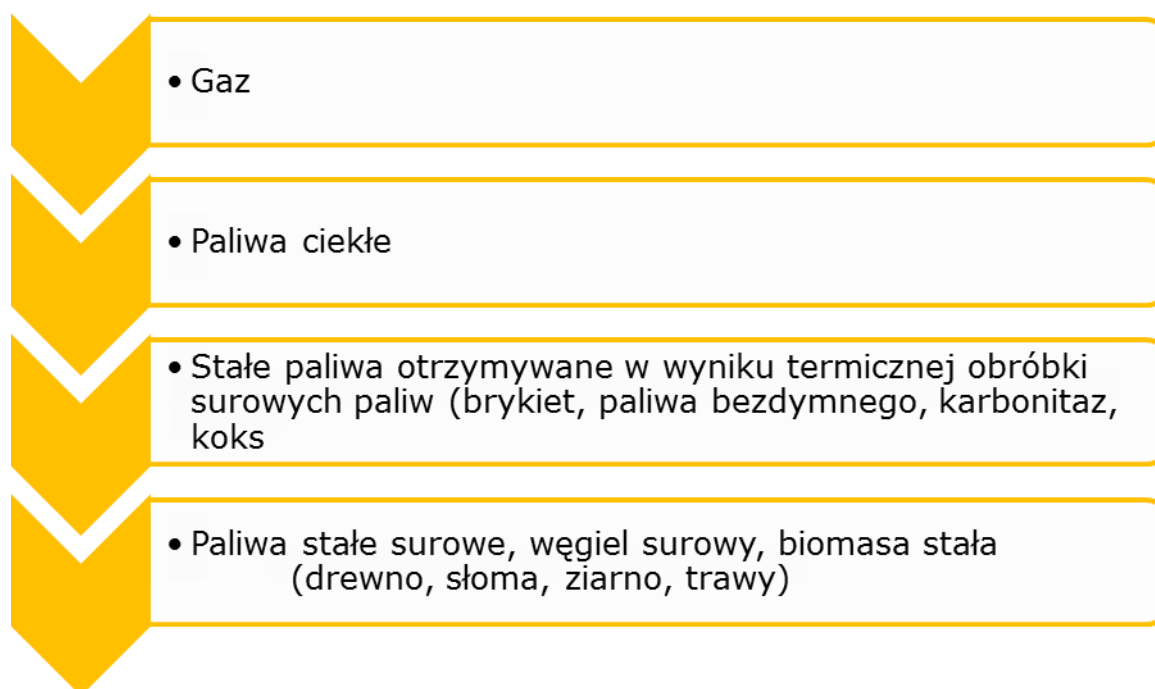 • Gaz
• Paliwa ciekłe
• Stałe paliwa otrzymywane w wyniku termicznej obróbki
surowych paliw (brykiet, paliwa bezdymnego, karbonitaz,
koks
• Paliwa stałe surowe, węgiel surowy, biomasa stała
(drewno, słoma, ziarno, trawy)